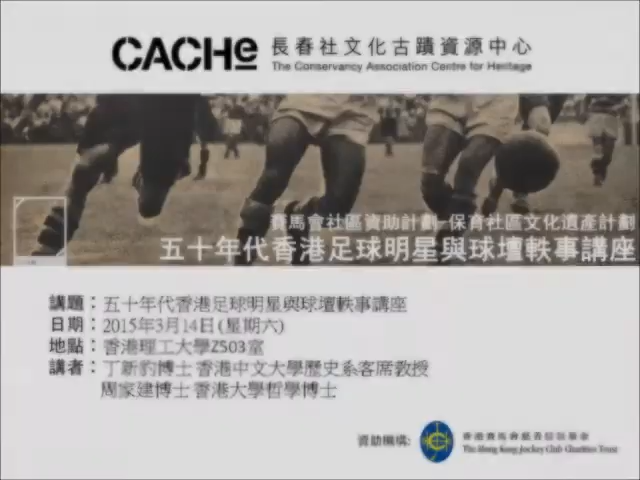 CACHe 長春社文化古蹟資源中心
The Conservancy Association Centre for Heritage
賽馬會社區資助計劃-保育社區文化遺產計劃
五十年代香港足球明星與球壇軼事講座
講題：五十年代香港足球明星與球壇軼事講座
日期：2015年3月14日(星期六)
地點：香港理工大學Z503室
講者：丁新豹博士 香港中文大學歷史系客席教授
周家建博士 香港大學哲學博士
資助機構:
香港賽馬會慈善信託基金
The Hong Kong Jockey Club Charities Trust